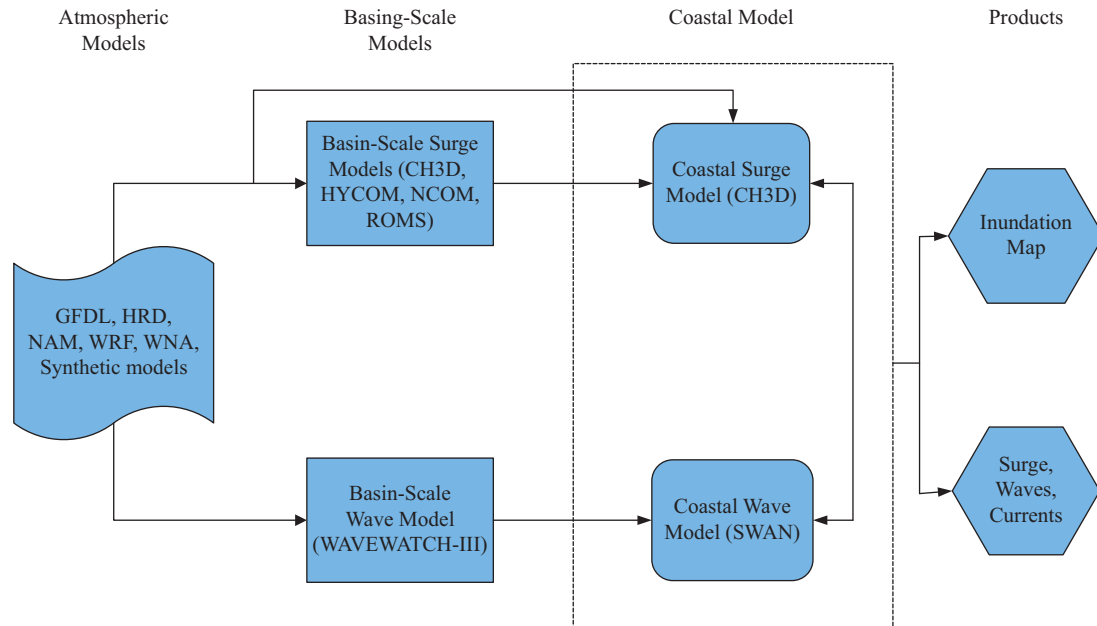 Atmospheric
Models
Basing-Scale
Models
Coastal Model
Products
Basin-Scale Surge
Models (CH3D,
HYCOM, NCOM,
ROMS)
Coastal Surge
Model (CH3D)
Inundation
Map
GFDL, HRD,
NAM, WRF, WNA,
Synthetic models
Basin-Scale
Wave Model
(WAVEWATCH-III)
Coastal Wave
Model (SWAN)
Surge,
Waves,
Currents